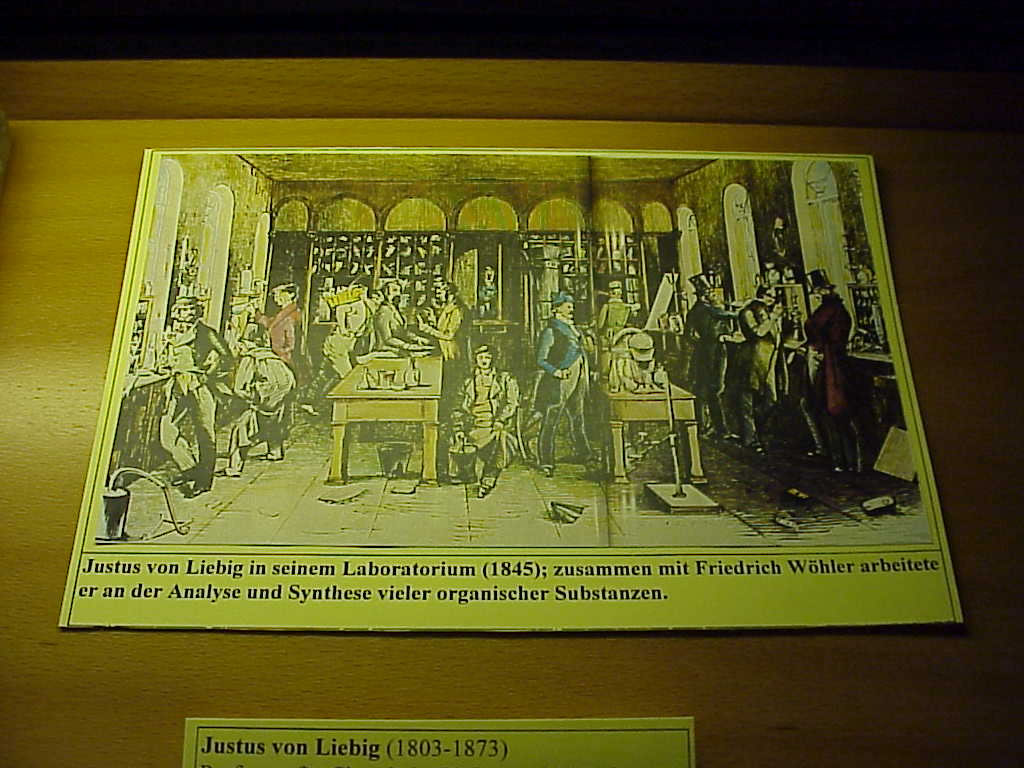 Justus von Liebig in seinem Laboratorium (1845); zusammen mit Friedrich Wöhler arbeitete
er an der Analyse und Synthese vieler organischer Substanzen.
Justus von Liebig (1803-1873)